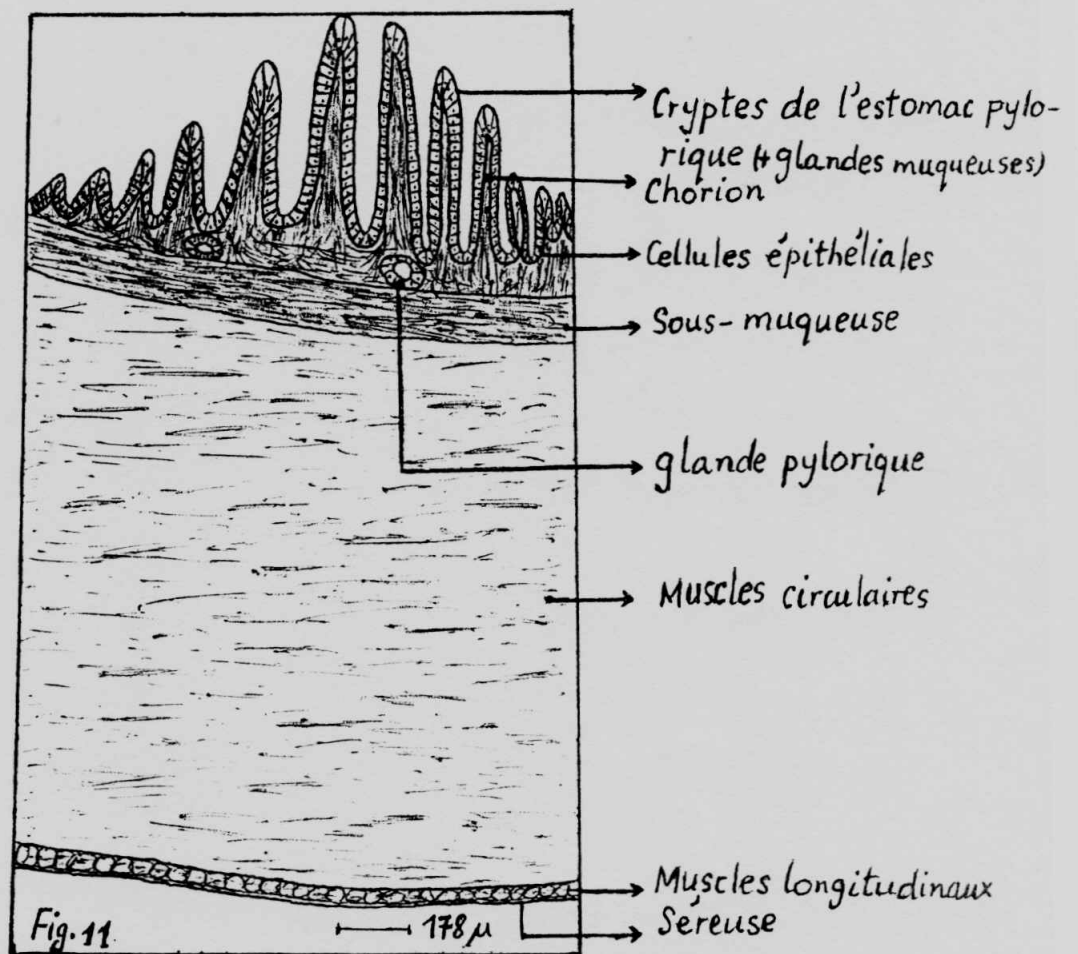 Cryptes de l'estomac pylo-
rique (+ glandes muqueuses)
Chorion
Cellules épithéliales
Sous-muqueuse
glande pylorique
Muscles circulaires
Muscles longitudinaux
Séreuse
Fig. 11
178 µ